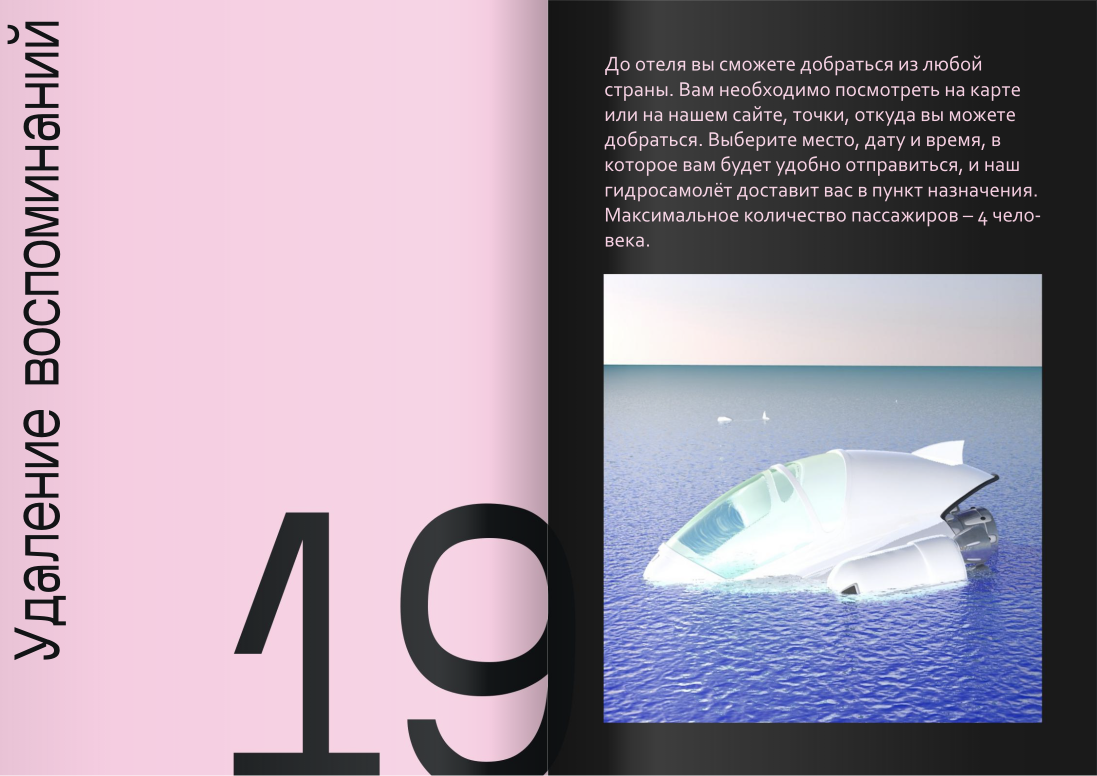 Удаление воспоминаний
19
До отеля вы сможете добраться из любой
страны. Вам необходимо посмотреть на карте
или на нашем сайте, точки, откуда вы можете
добраться. Выберите место, дату и время, в
которое вам будет удобно отправиться, и наш
гидросамолёт доставит вас в пункт назначения.
Максимальное количество пассажиров – 4 чело-
века.